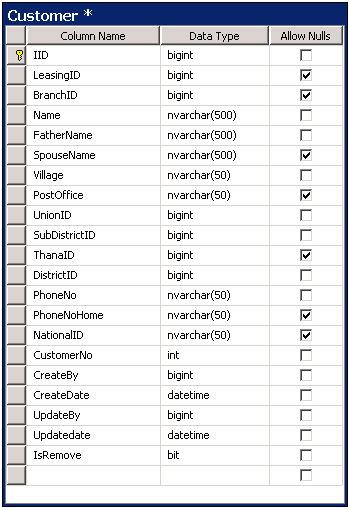 Customer *
Column Name Data Type Allow Nulls
IID bigint
LeasingID bigint
BranchID bigint
Name nvarchar(500)
FatherName nvarchar(500)
SpouseName nvarchar(500)
Village nvarchar(50)
PostOffice nvarchar(50)
UnionID bigint
SubDistrictID bigint
ThanaID bigint
DistrictID bigint
PhoneNo nvarchar(50)
PhoneNoHome nvarchar(50)
NationalID nvarchar(50)
CustomerNo int
CreateBy bigint
CreateDate datetime
UpdateBy bigint
Updatedate datetime
IsRemove bit